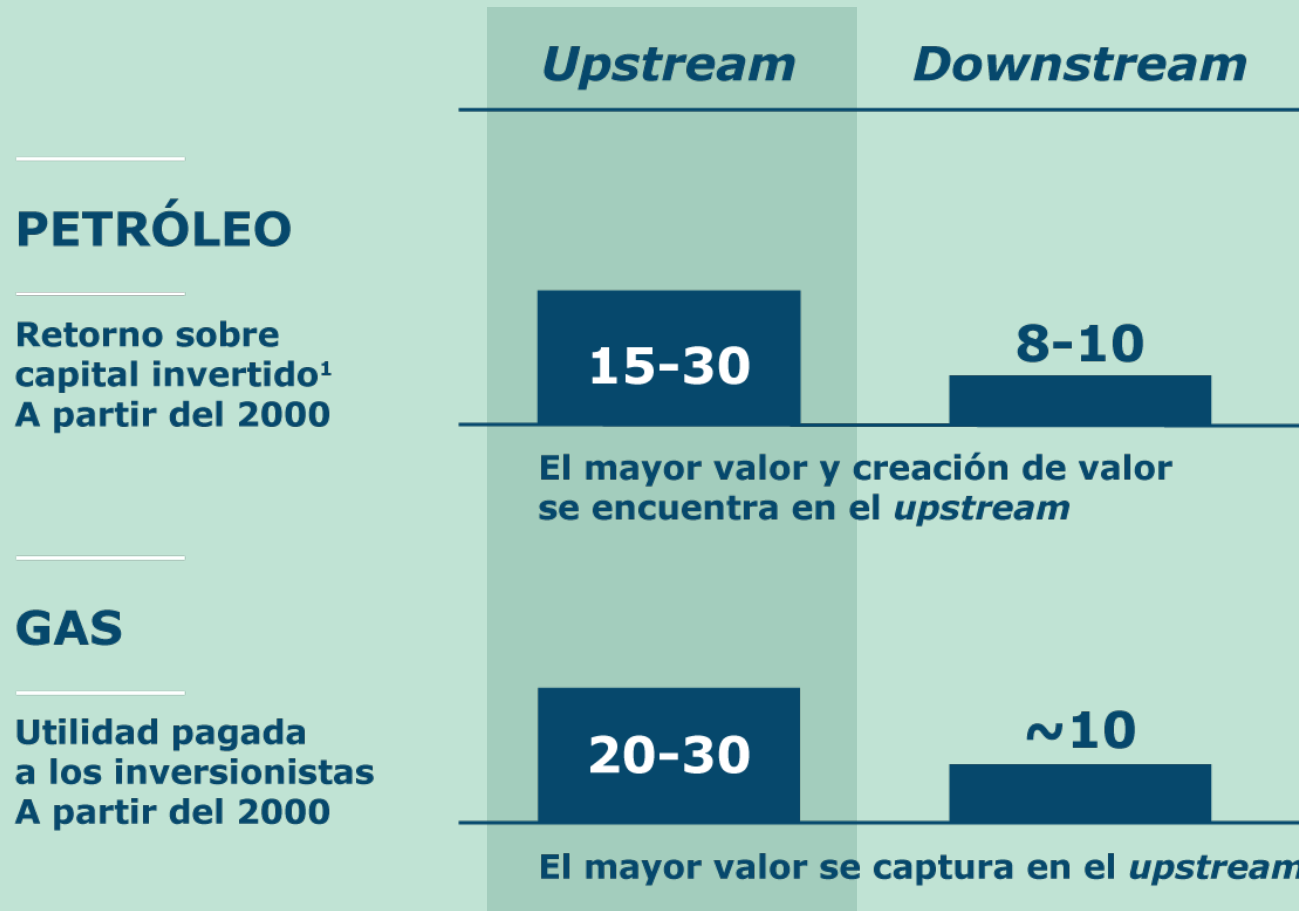 Upstream Downstream
PETRÓLEO
Retorno sobre
capital invertido¹
A partir del 2000
15-30
8-10
El mayor valor y creación de valor
se encuentra en el upstream
GAS
Utilidad pagada
a los inversionistas
A partir del 2000
20-30
~10
El mayor valor se captura en el upstream